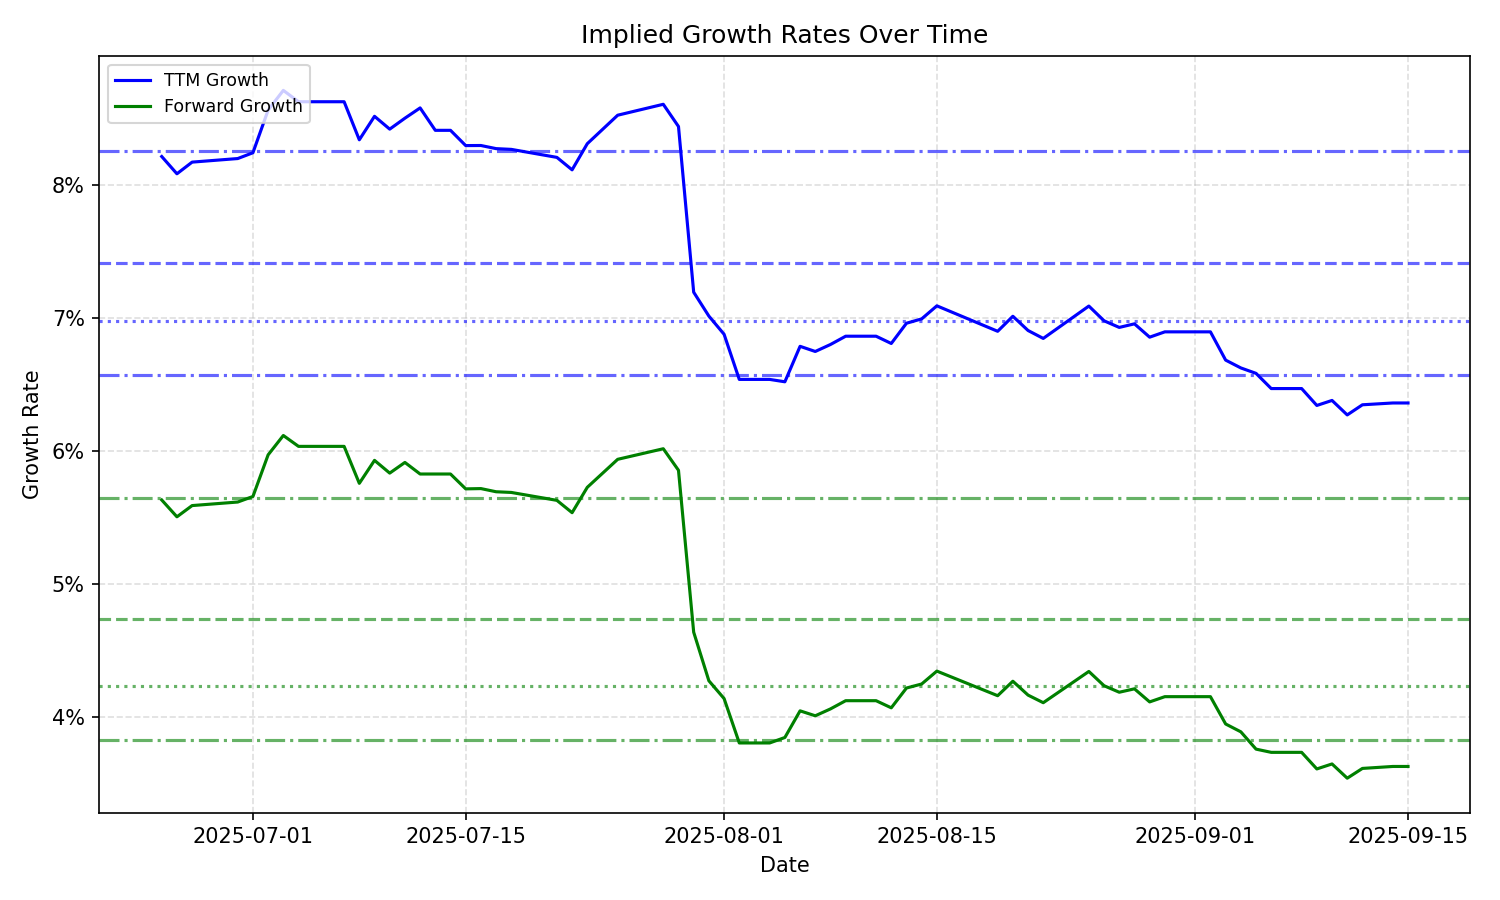 Implied Growth Rates Over Time
TTM Growth
Forward Growth
8%
7%
6%
5%
4%
Growth Rate
2025-07-01
2025-07-15
2025-08-01
2025-08-15
2025-09-01
2025-09-15
Date